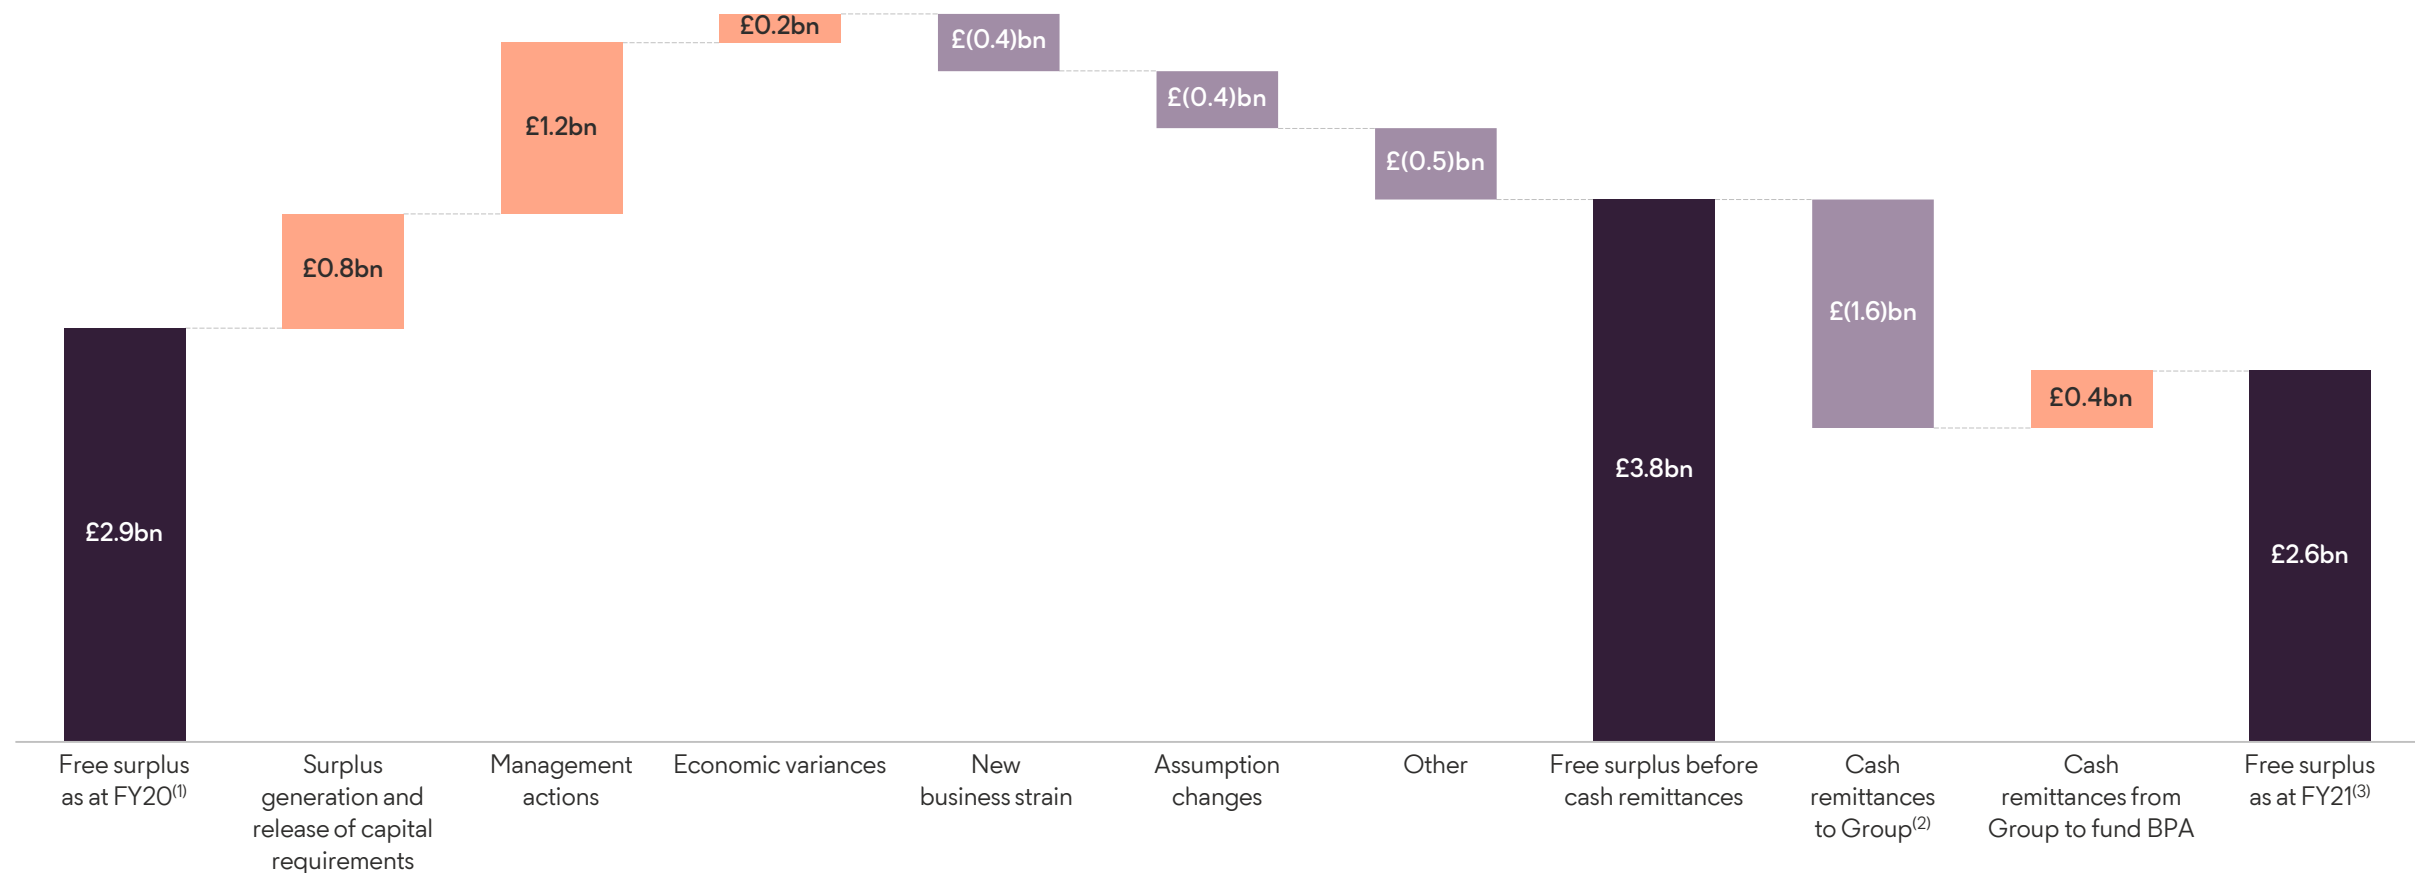 £0.2bn
£(0.4)bn
£(0.4)bn
£1.2bn
£(0.5)bn
£0.8bn
£(1.6)bn
£0.4bn
£3.8bn
£2.9bn
£2.6bn
Free surplus
as at FY20(1)
Surplus
generation and
release of capital
requirements
Management
actions
Economic variances
New
business strain
Assumption
changes
Other
Free surplus before
cash remittances
Cash
remittances
to Group(2)
Cash
remittances from
Group to fund BPA
Free surplus
as at FY21(3)